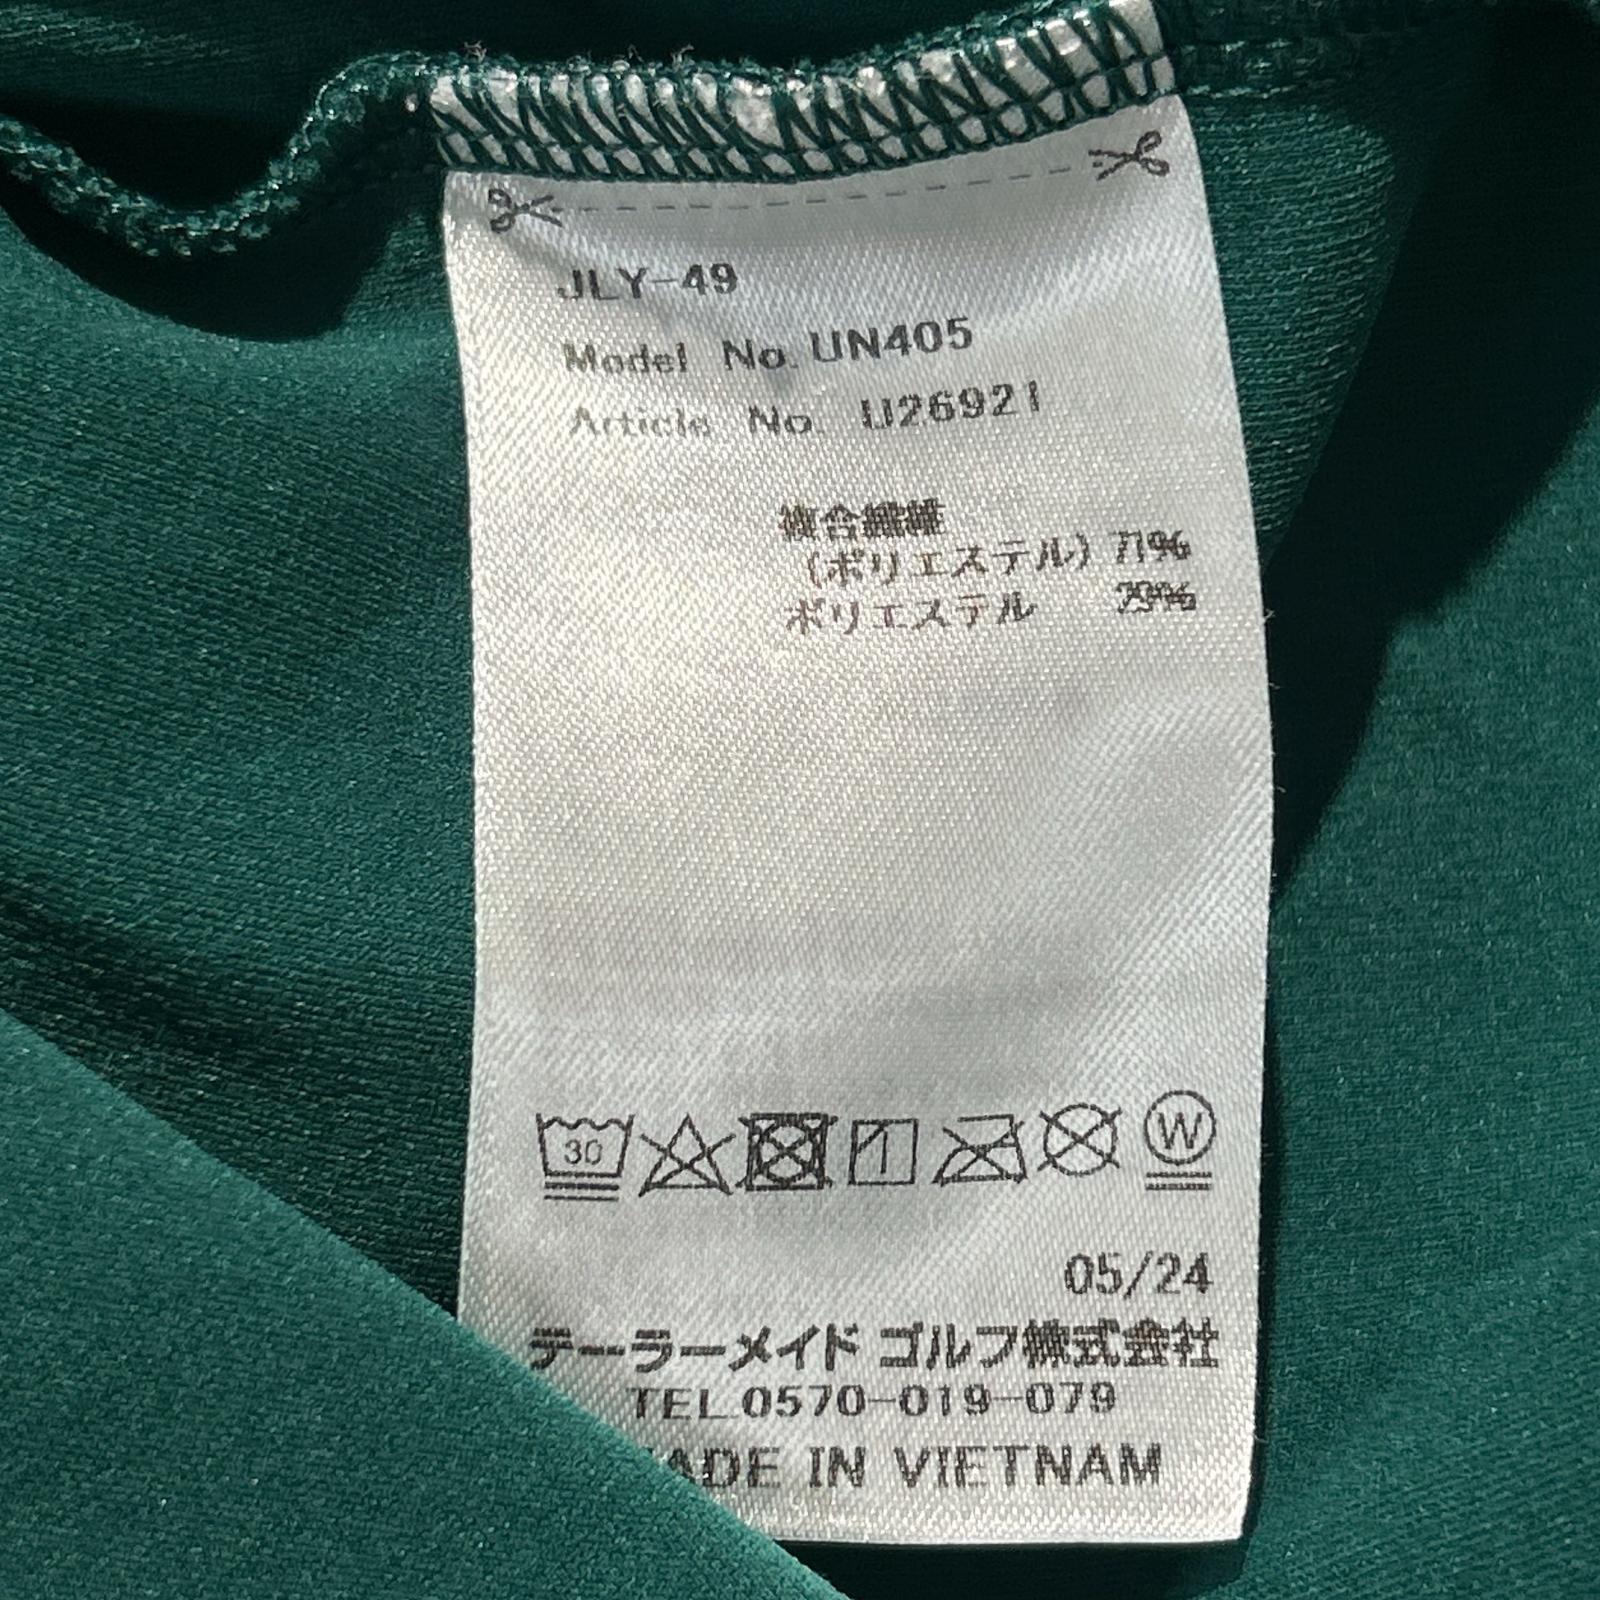 JLY-49
Model No. UN405
Article No. U26921
複合繊維
(ポリエステル) 71%
ポリエステル 29%
30
W
05/24
テーラーメイド ゴルフ株式会社
TEL.0570-019-079
ADE IN VIETNAM